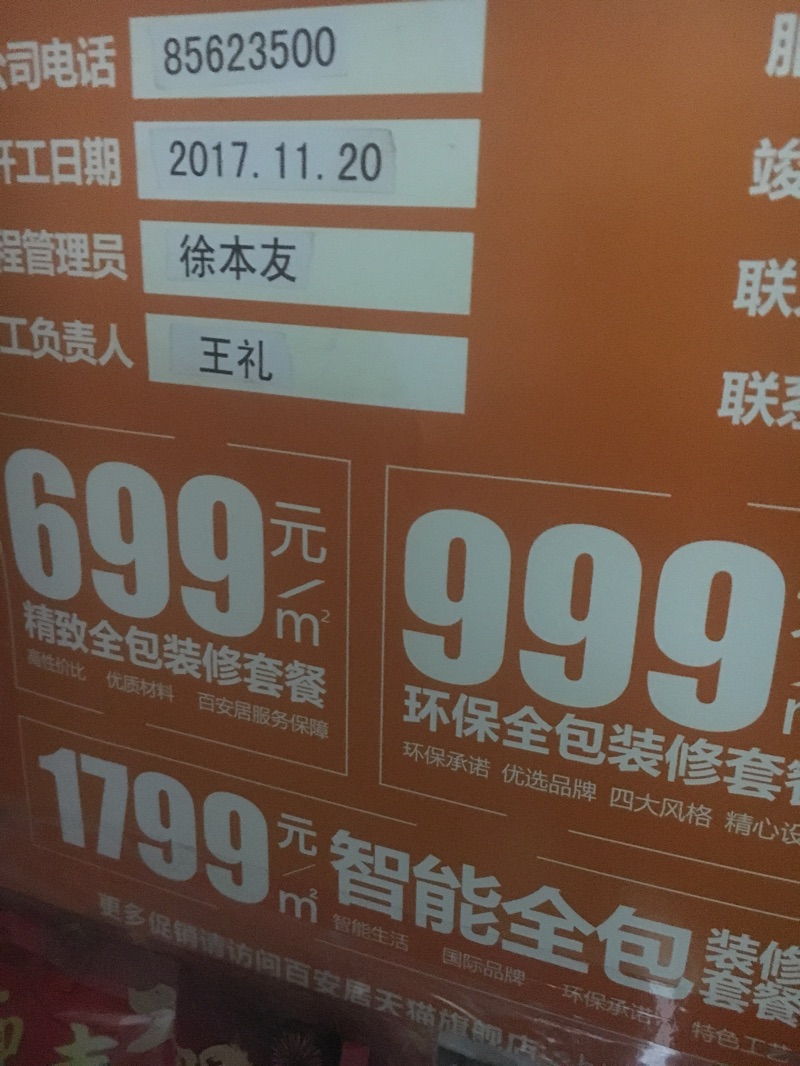 公司电话 85623500
开工日期 2017.11.20
程管理员 徐本友
工负责人 王礼
竣
联
联系
699元/m²
精致全包装修套餐
高性价比 优质材料 百安居服务保障
999
环保全包装修套餐
环保承诺 优选品牌 四大风格 精心设
1799元/m²
智能全包装修套餐
智能生活 国际品牌 环保承诺 特色工艺
更多促销请访问百安居天猫旗舰店